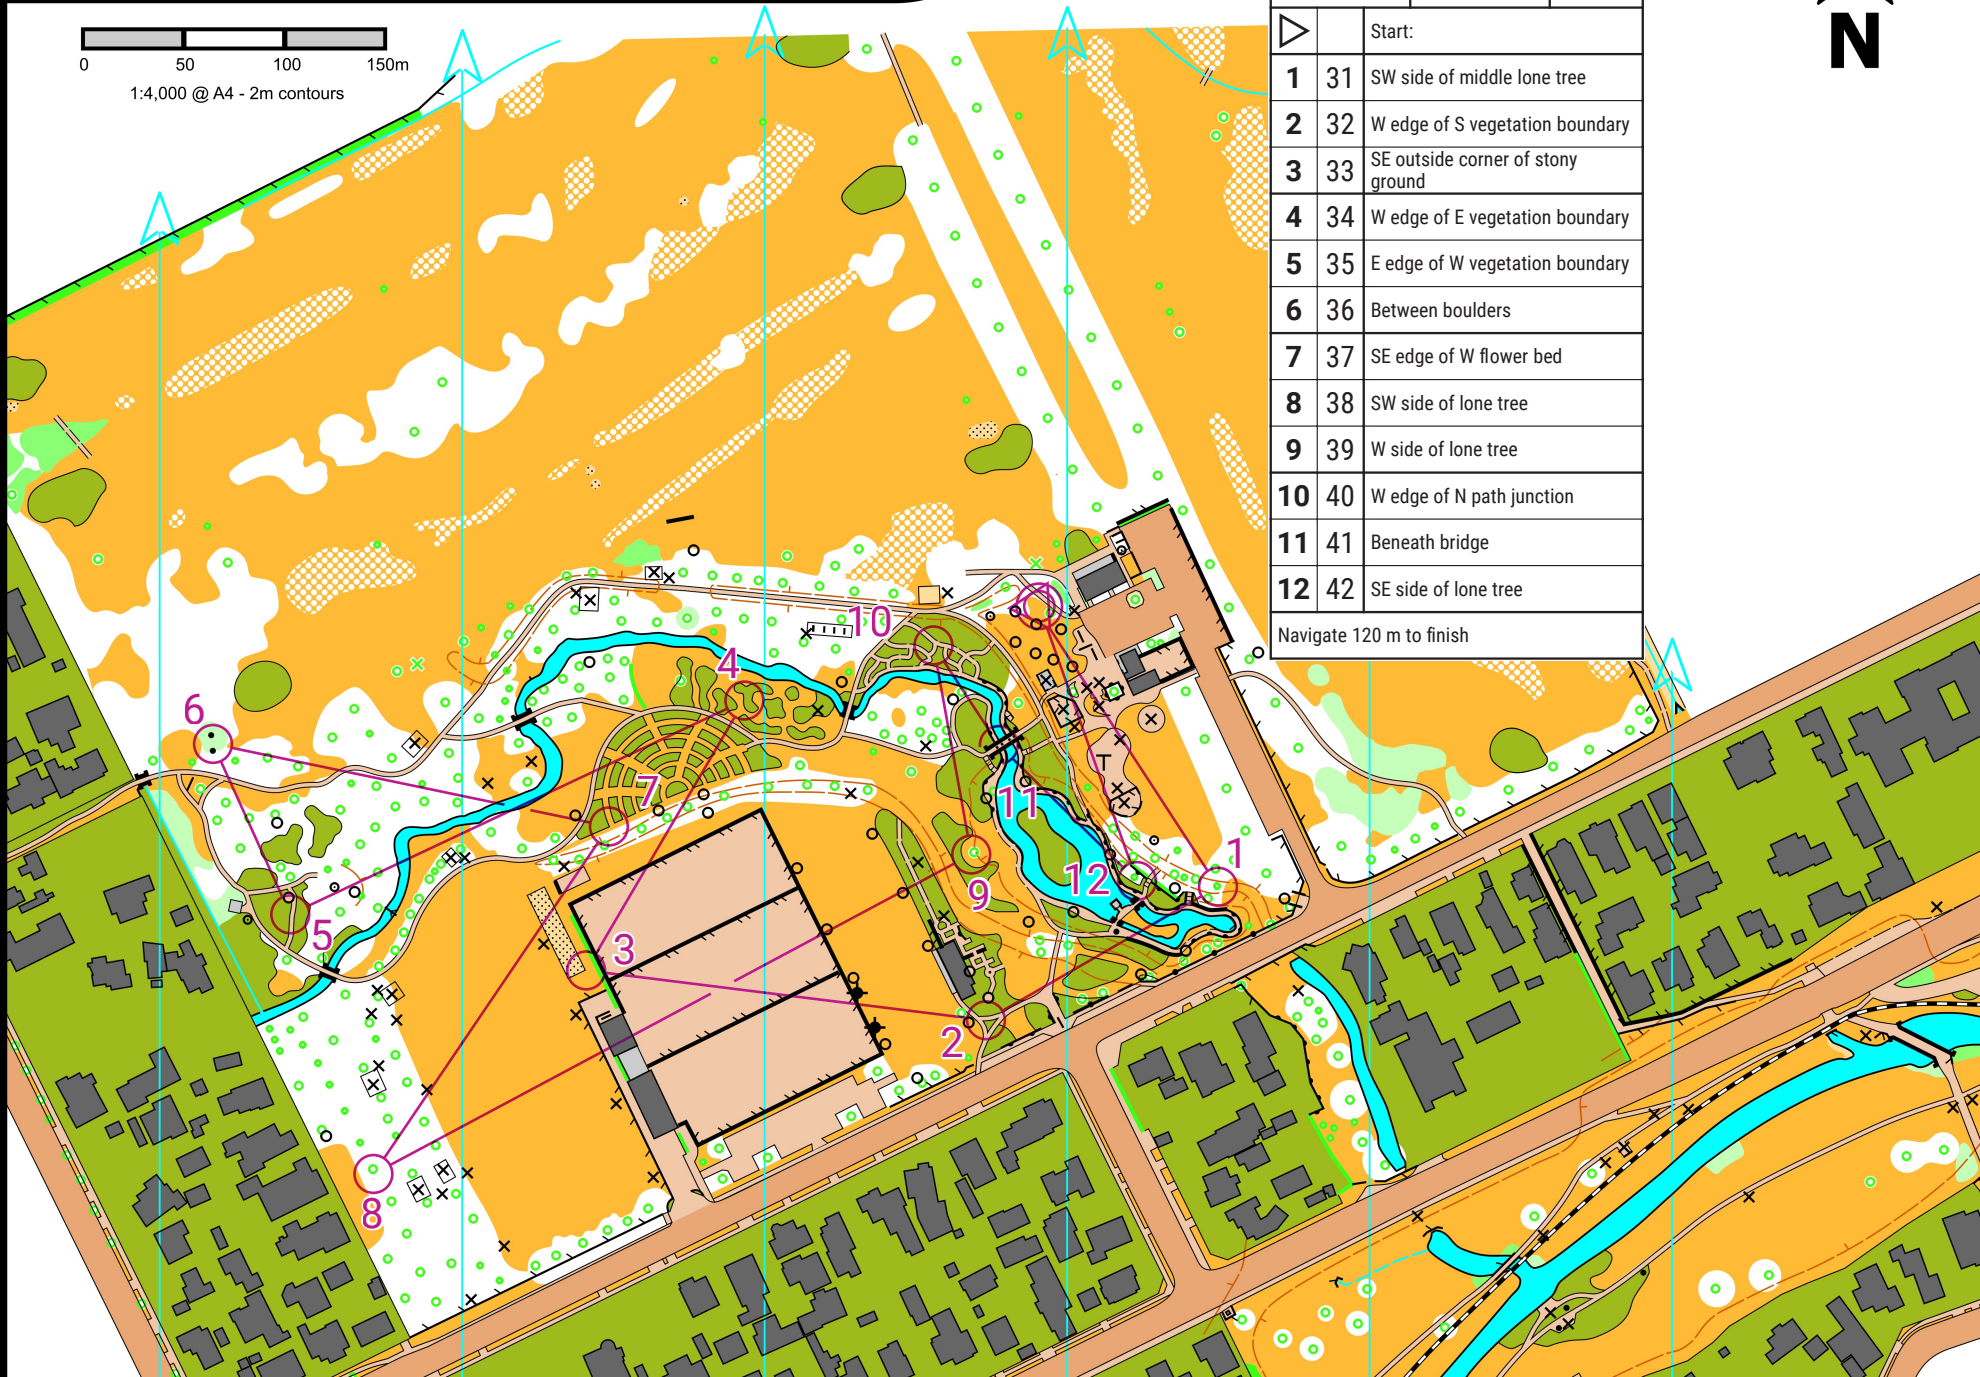 0 50 100 150m
1:4,000 @ A4 - 2m contours
N
Start:
1 31 SW side of middle lone tree
2 32 W edge of S vegetation boundary
3 33 SE outside corner of stony
ground
4 34 W edge of E vegetation boundary
5 35 E edge of W vegetation boundary
6 36 Between boulders
7 37 SE edge of W flower bed
8 38 SW side of lone tree
9 39 W side of lone tree
10 40 W edge of N path junction
11 41 Beneath bridge
12 42 SE side of lone tree
Navigate 120 m to finish
10
4
6
7
11
1
12
9
5
3
2
8